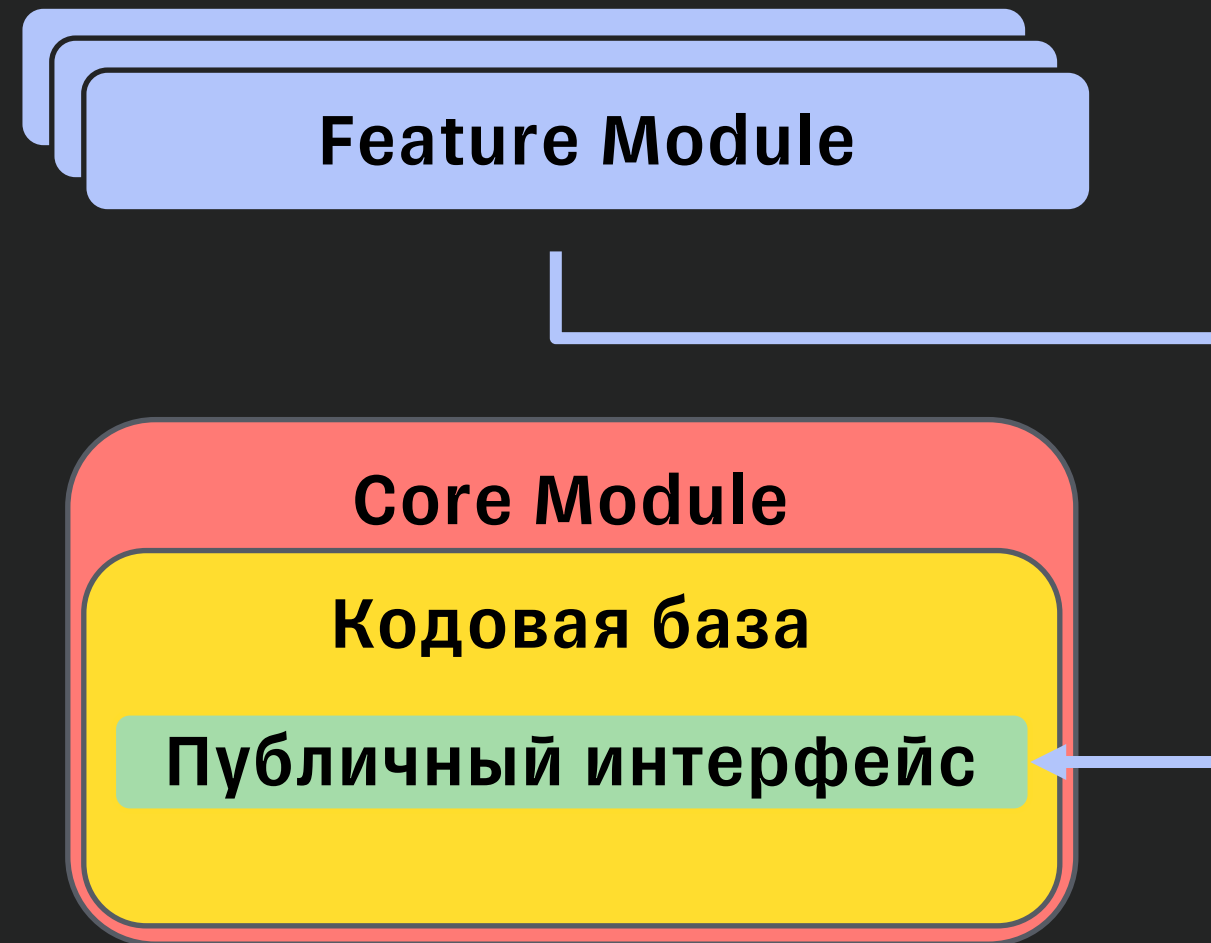 Feature Module
Core Module
Кодовая база
Публичный интерфейс